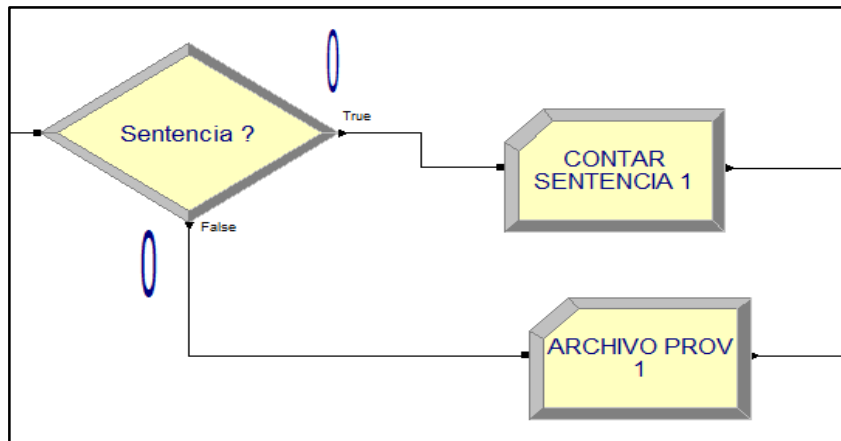 0
True
Sentencia ?
CONTAR
SENTENCIA 1
False
0
ARCHIVO PROV
1